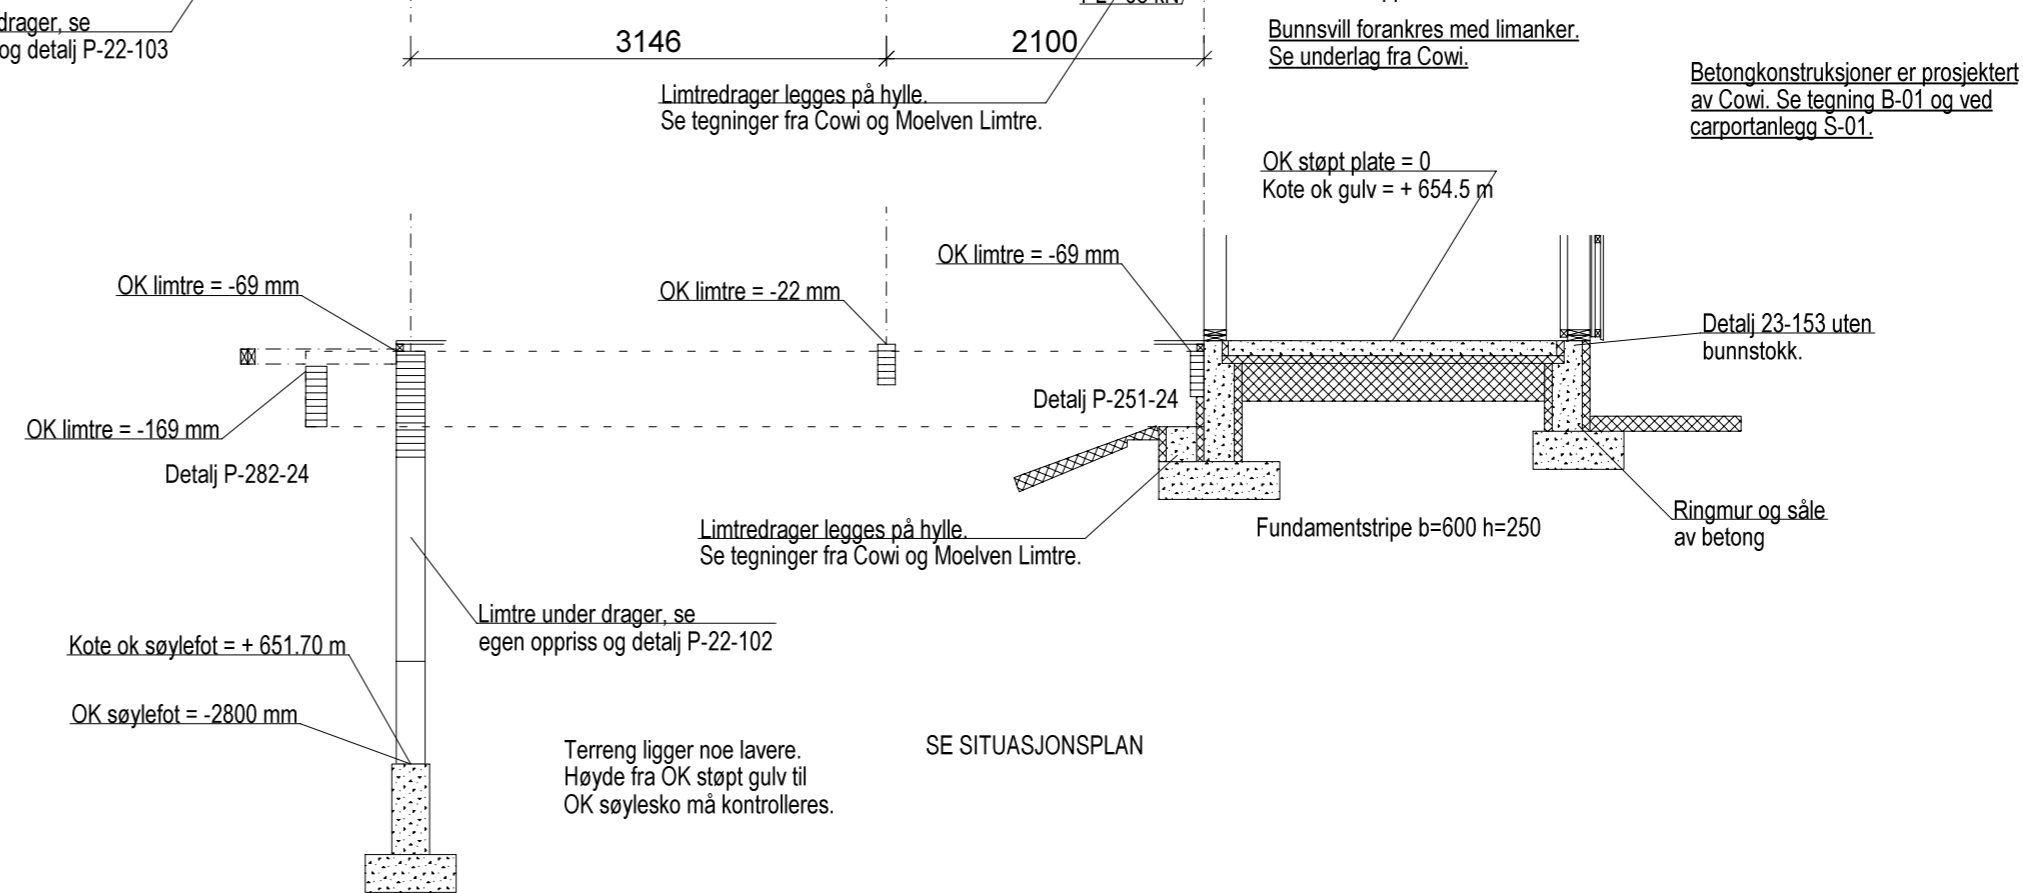 drager, se
og detalj P-22-103
3146
2100
Bunnsvill forankres med limanker.
Se underlag fra Cowi.
Betongkonstruksjoner er prosjektert
av Cowi. Se tegning B-01 og ved
carportanlegg S-01.
Limtredrager legges på hylle.
Se tegninger fra Cowi og Moelven Limtre.
OK støpt plate = 0
Kote ok gulv = + 654.5 m
OK limtre = -69 mm
OK limtre = -69 mm
OK limtre = -22 mm
Detalj 23-153 uten
bunnstokk.
Detalj P-251-24
OK limtre = -169 mm
Detalj P-282-24
Limtredrager legges på hylle.
Se tegninger fra Cowi og Moelven Limtre.
Fundamentstripe b=600 h=250
Ringmur og såle
av betong
Limtre under drager, se
egen oppriss og detalj P-22-102
Kote ok søylefot = + 651.70 m
OK søylefot = -2800 mm
Terreng ligger noe lavere.
Høyde fra OK støpt gulv til
OK søylesko må kontrolleres.
SE SITUASJONSPLAN